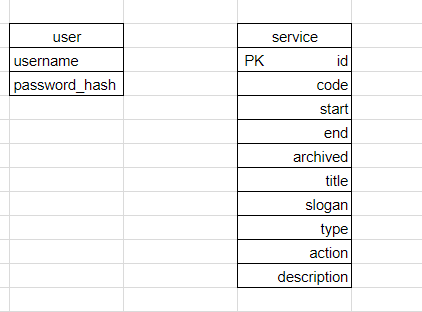 user
username
password_hash
service
PK id
code
start
end
archived
title
slogan
type
action
description